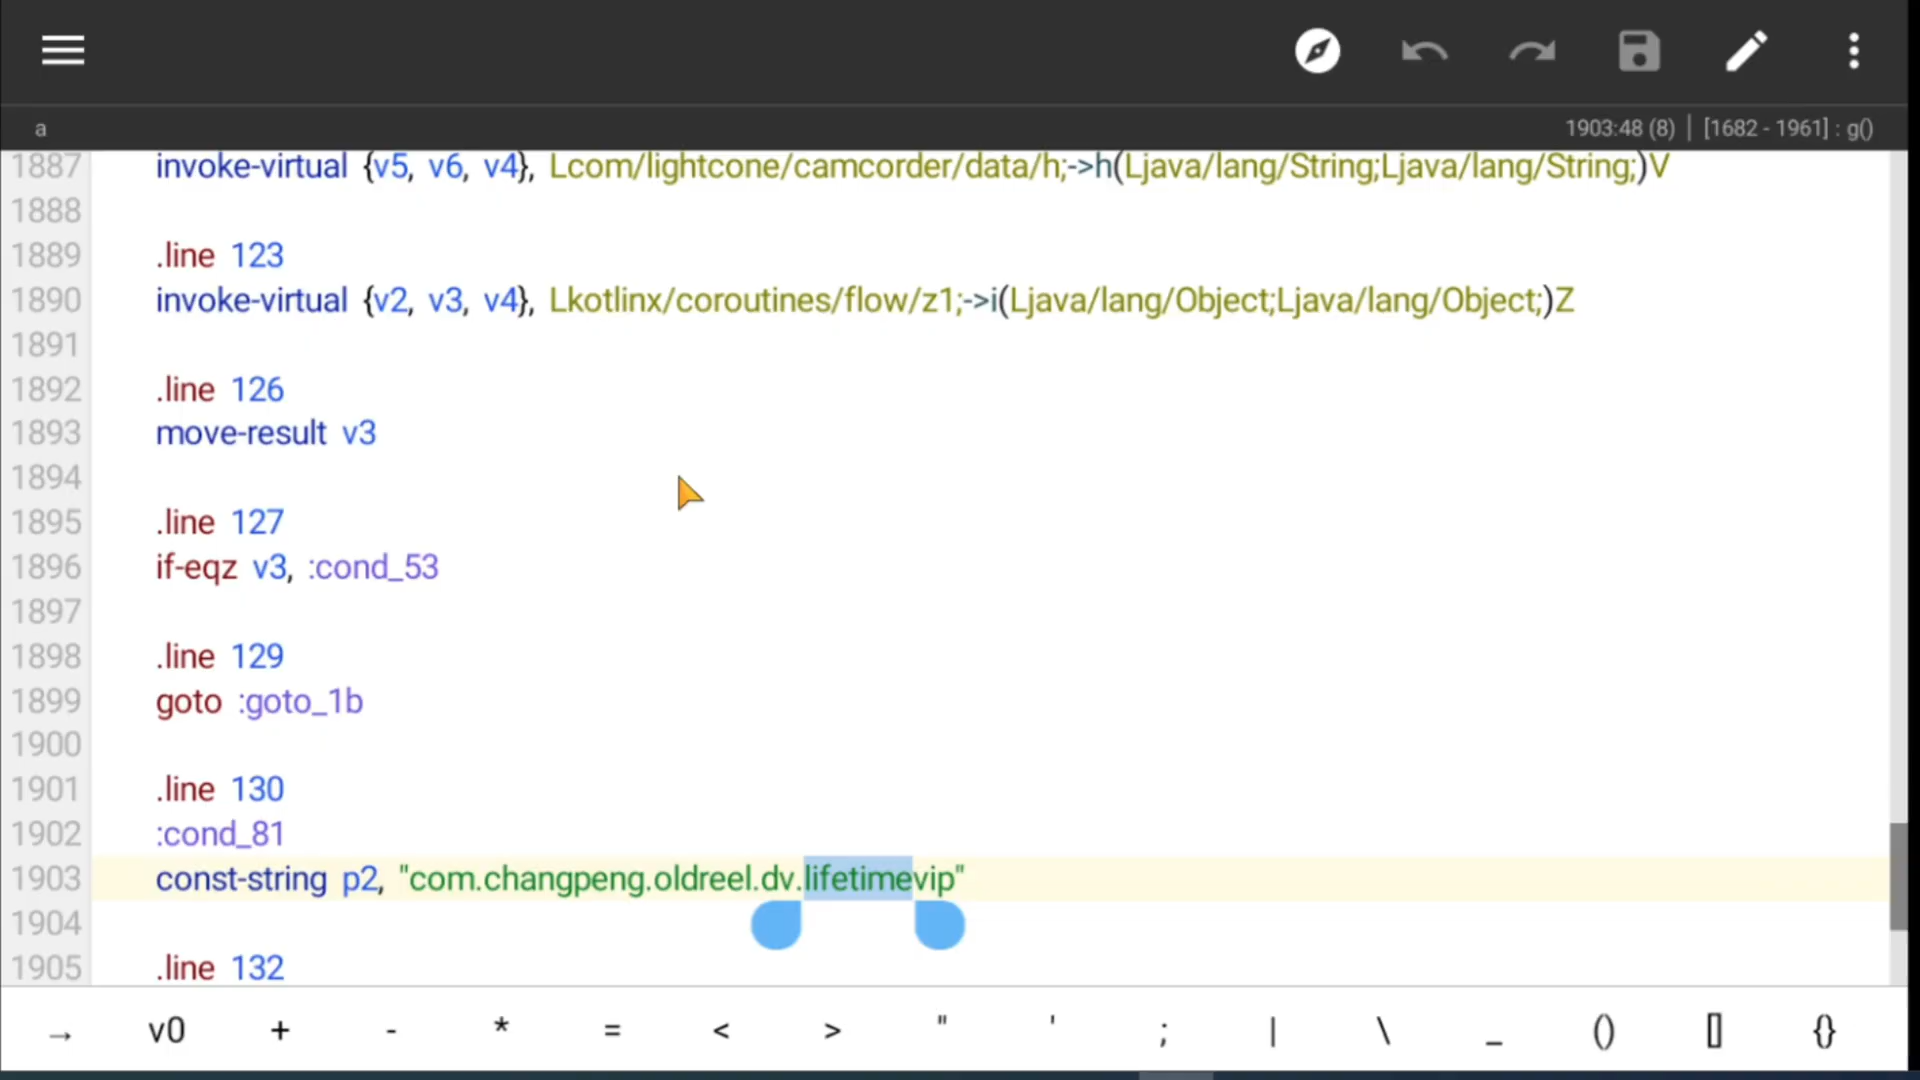 a 1903:48 (8) | [1682 - 1961] : g()
1887 invoke-virtual {v5, v6, v4}, Lcom/lightcone/camcorder/data/h;->h(Ljava/lang/String;Ljava/lang/String;)V
1888
1889 .line 123
1890 invoke-virtual {v2, v3, v4}, Lkotlinx/coroutines/flow/z1;->i(Ljava/lang/Object;Ljava/lang/Object;)Z
1891
1892 .line 126
1893 move-result v3
1894
1895 .line 127
1896 if-eqz v3, :cond_53
1897
1898 .line 129
1899 goto :goto_1b
1900
1901 .line 130
1902 :cond_81
1903 const-string p2, "com.changpeng.oldreel.dv.lifetimevip"
1904
1905 .line 132
→ v0 + - * = < > " ' ; | \ _ () [] {}